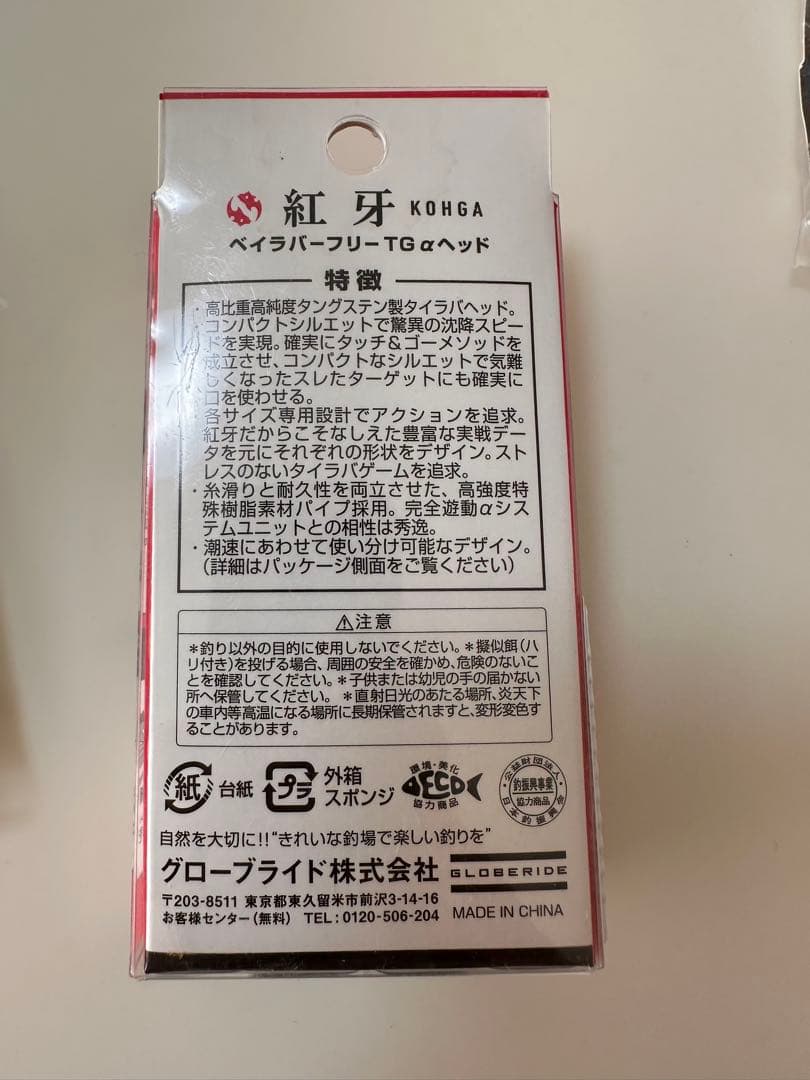 紅牙 KOHGA
ベイラバーフリーTGαヘッド
特徴
・高比重高純度タングステン製タイラバヘッド。
・コンパクトシルエットで驚異の沈降スピー
ドを実現。確実にタッチ&ゴーメソッドを
成立させ、コンパクトなシルエットで気難
しくなったスレたターゲットにも確実に
口を使わせる。
・各サイズ専用設計でアクションを追求。
紅牙だからこそなしえた豊富な実戦デー
タを元にそれぞれの形状をデザイン。スト
レスのないタイラバゲームを追求。
・糸滑りと耐久性を両立させた、高強度特
殊樹脂素材パイプ採用。完全遊動αシス
テムユニットとの相性は秀逸。
・潮速にあわせて使い分け可能なデザイン。
(詳細はパッケージ側面をご覧ください)
⚠注意
*釣り以外の目的に使用しないでください。*擬似餌(ハ
リ付き)を投げる場合、周囲の安全を確かめ、危険のないこ
とを確認してください。*子供または幼児の手の届かない
所へ保管してください。 *直射日光のあたる場所、炎天下
の車内等高温になる場所に長期保管されますと、変形変色す
ることがあります。
紙 台紙
プラ 外箱
スポンジ
環境・美化
DECO
協力商品
公益財団法人
釣振興事業
協力商品
日本釣振興会
自然を大切に!!"きれいな釣場で楽しい釣りを"
グローブライド株式会社 GLOBERIDE
〒203-8511 東京都東久留米市前沢3-14-16
お客様センター(無料) TEL:0120-506-204 MADE IN CHINA